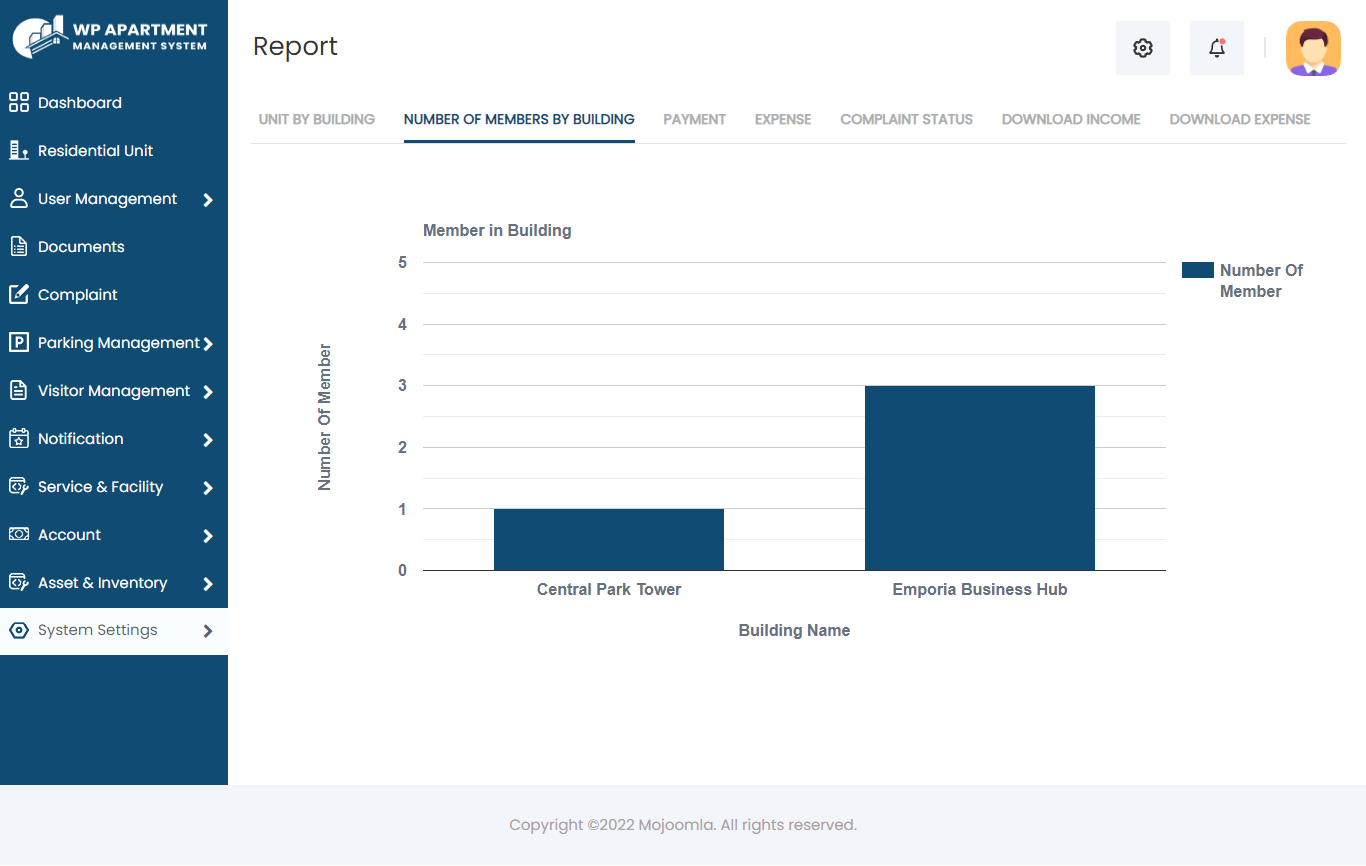 WP APARTMENT
MANAGEMENT SYSTEM
Dashboard
Residential Unit
User Management
Documents
Complaint
Parking Management
Visitor Management
Notification
Service & Facility
Account
Asset & Inventory
System Settings
Report
UNIT BY BUILDING NUMBER OF MEMBERS BY BUILDING PAYMENT EXPENSE COMPLAINT STATUS DOWNLOAD INCOME DOWNLOAD EXPENSE
Member in Building
Number Of Member
5
4
3
2
1
0
Central Park Tower Emporia Business Hub
Building Name
Number Of
Member
Copyright ©2022 Mojoomla. All rights reserved.